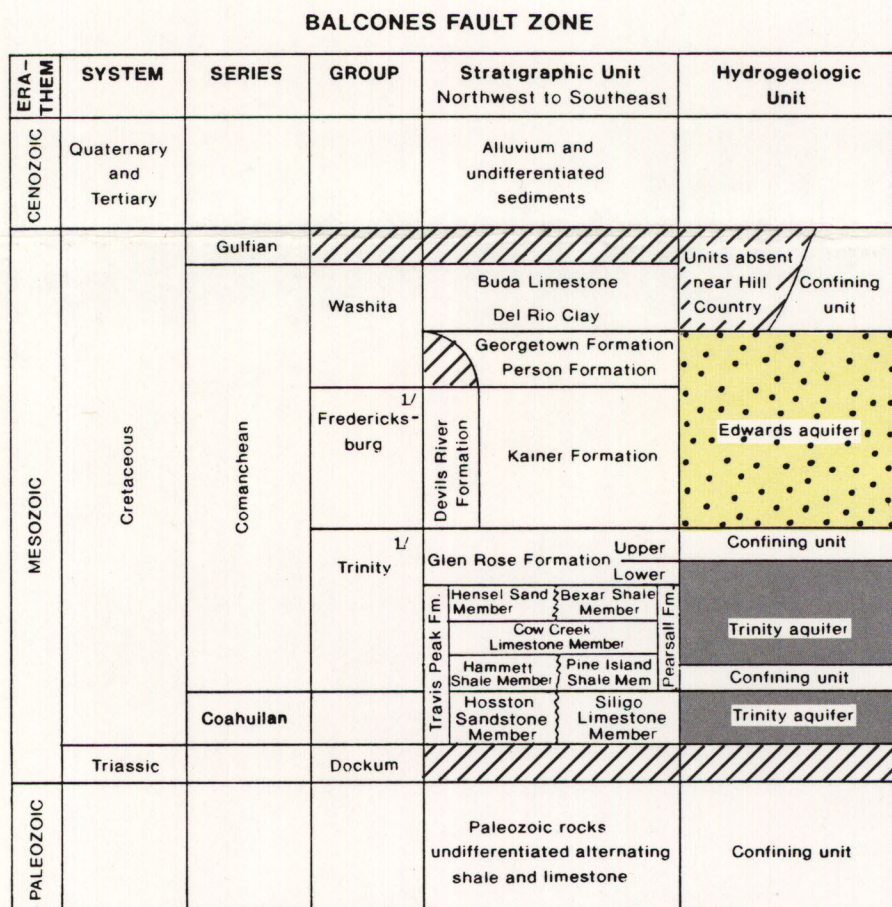 BALCONES FAULT ZONE
ERA-
THEM
SYSTEM
SERIES
GROUP
Stratigraphic Unit
Northwest to Southeast
Hydrogeologic
Unit
CENOZOIC
Quaternary
and
Tertiary
Alluvium and
undifferentiated
sediments
MESOZOIC
Cretaceous
Gulfian
Units absent
near Hill
Country
Confining
unit
Comanchean
Washita
Buda Limestone
Del Rio Clay
Georgetown Formation
Person Formation
Edwards aquifer
1/
Fredericks-
burg
Devils River
Formation
Kainer Formation
1/
Trinity
Glen Rose Formation
Upper
Lower
Confining unit
Travis Peak Fm.
Hensel Sand
Member
Bexar Shale
Member
Pearsall Fm.
Trinity aquifer
Cow Creek
Limestone Member
Hammett
Shale Member
Pine Island
Shale Mem
Confining unit
Coahuilan
Hosston
Sandstone
Member
Siligo
Limestone
Member
Trinity aquifer
Triassic
Dockum
PALEOZOIC
Paleozoic rocks
undifferentiated alternating
shale and limestone
Confining unit